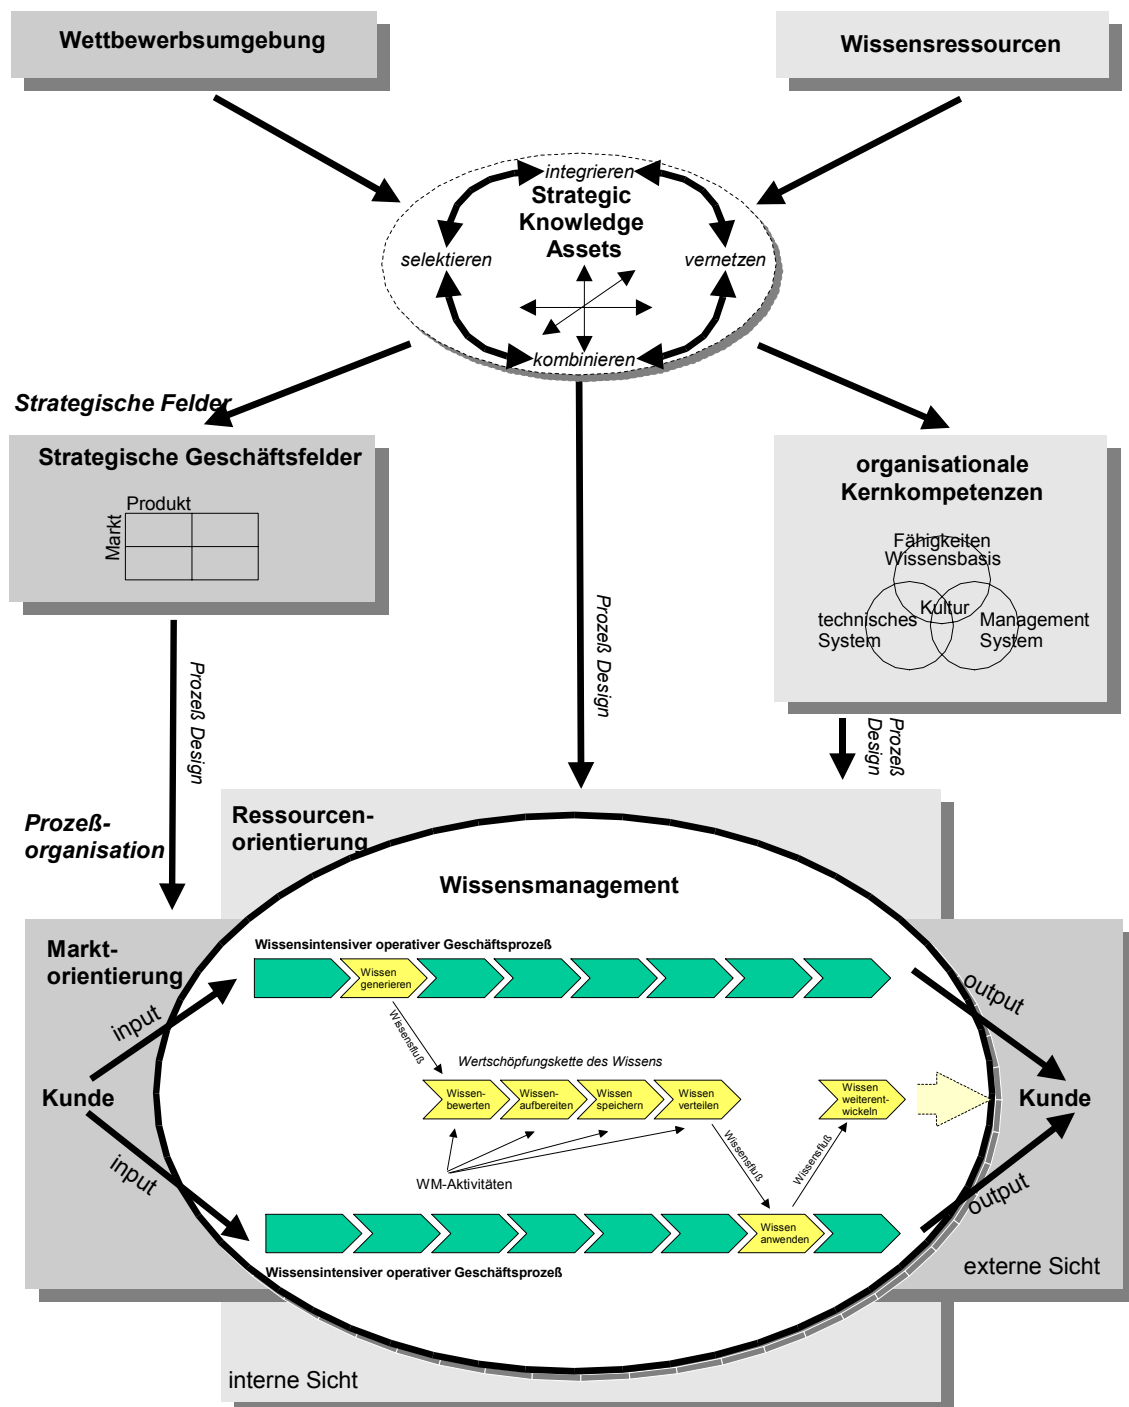 Wettbewerbsumgebung
Wissensressourcen
integrieren
Strategic
Knowledge
Assets
selektieren
vernetzen
kombinieren
Strategische Felder
Strategische Geschäftsfelder
Produkt
Markt
organisationale
Kernkompetenzen
Fähigkeiten
Wissensbasis
Kultur
technisches
System
Management
System
Prozeß Design
Prozeß Design
Prozeß
Design
Prozeß-
organisation
Ressourcen-
orientierung
Wissensmanagement
Markt-
orientierung
Wissensintensiver operativer Geschäftsprozeß
Wissen
generieren
input
output
Wissensfluß
Wertschöpfungskette des Wissens
Kunde
Wissen-
bewerten
Wissen-
aufbereiten
Wissen
speichern
Wissen
verteilen
Wissen
weiterent-
wickeln
Kunde
Wissensfluß
Wissensfluß
WM-Aktivitäten
input
output
Wissen
anwenden
Wissensintensiver operativer Geschäftsprozeß
externe Sicht
interne Sicht